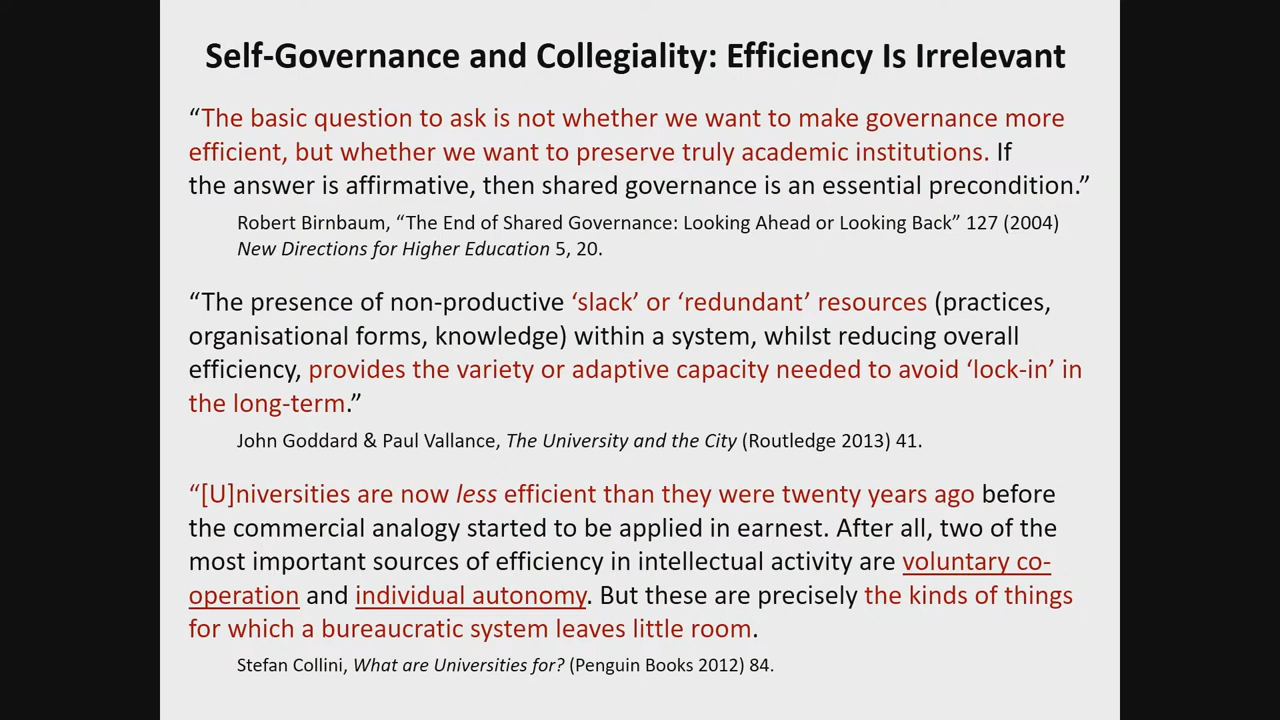 Self-Governance and Collegiality: Efficiency Is Irrelevant
“The basic question to ask is not whether we want to make governance more
efficient, but whether we want to preserve truly academic institutions. If
the answer is affirmative, then shared governance is an essential precondition.”
Robert Birnbaum, “The End of Shared Governance: Looking Ahead or Looking Back” 127 (2004)
New Directions for Higher Education 5, 20.
“The presence of non-productive ‘slack’ or ‘redundant’ resources (practices,
organisational forms, knowledge) within a system, whilst reducing overall
efficiency, provides the variety or adaptive capacity needed to avoid ‘lock-in’ in
the long-term.”
John Goddard & Paul Vallance, The University and the City (Routledge 2013) 41.
“[U]niversities are now less efficient than they were twenty years ago before
the commercial analogy started to be applied in earnest. After all, two of the
most important sources of efficiency in intellectual activity are voluntary co-
operation and individual autonomy. But these are precisely the kinds of things
for which a bureaucratic system leaves little room.
Stefan Collini, What are Universities for? (Penguin Books 2012) 84.